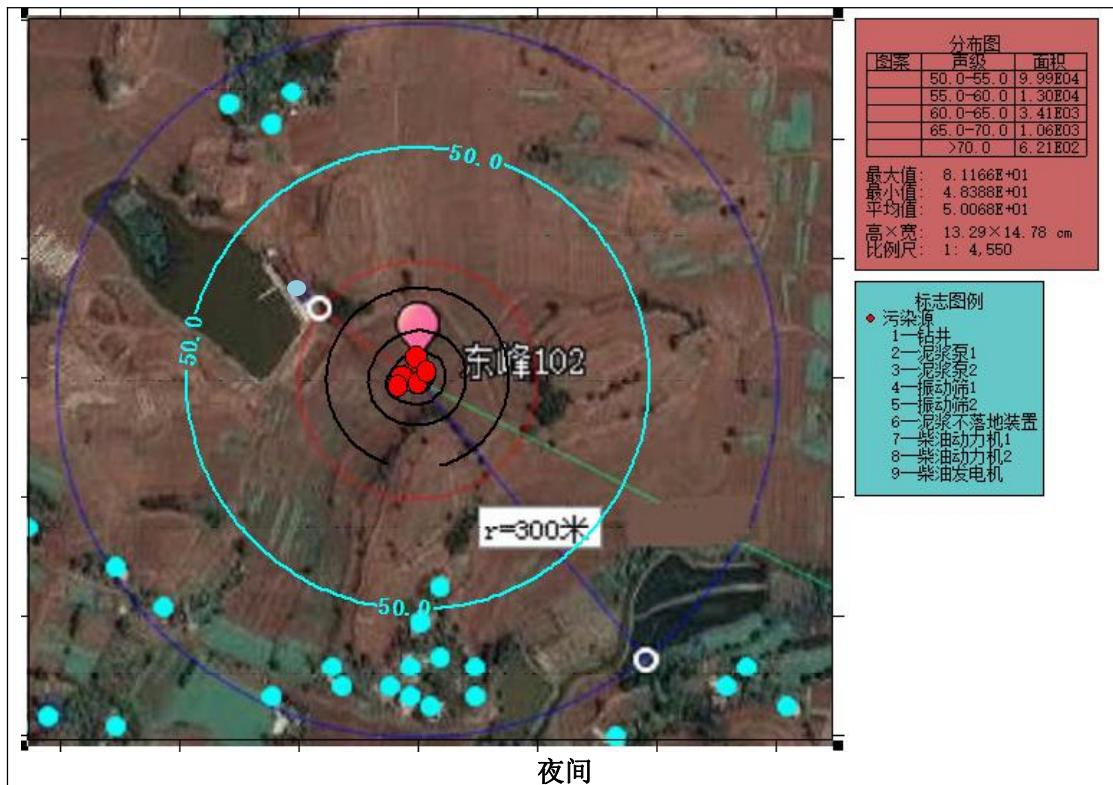 50.0
50.0
东峰102
r=300米
50.0
分布图
图案 声级 面积
50.0-55.0 9.99E04
55.0-60.0 1.30E04
60.0-65.0 3.41E03
65.0-70.0 1.06E03
>70.0 6.21E02
最大值: 8.1166E+01
最小值: 4.8388E+01
平均值: 5.0068E+01
高×宽: 13.29×14.78 cm
比例尺: 1: 4,550
标志图例
污染源
1—钻井
2—泥浆泵1
3—泥浆泵2
4—振动筛1
5—振动筛2
6—泥浆不落地装置
7—柴油动力机1
8—柴油动力机2
9—柴油发电机
夜间